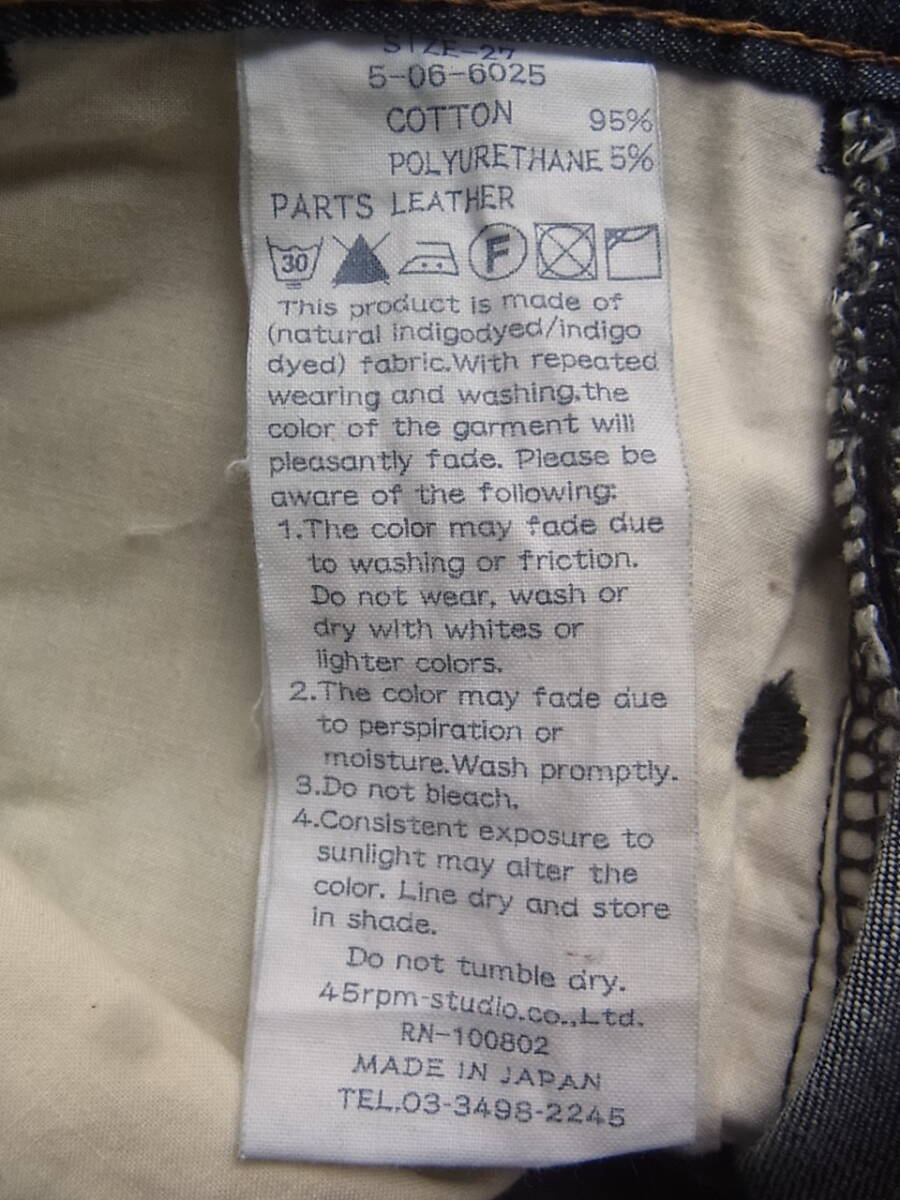 SIZE-27
5-06-6025
COTTON 95%
POLYURETHANE 5%
PARTS LEATHER
30 F
This product is made of
(natural indigodyed/indigo
dyed) fabric.With repeated
wearing and washing,the
color of the garment will
pleasantly fade. Please be
aware of the following:
1.The color may fade due
to washing or friction.
Do not wear, wash or
dry with whites or
lighter colors.
2.The color may fade due
to perspiration or
moisture.Wash promptly.
3.Do not bleach.
4.Consistent exposure to
sunlight may alter the
color. Line dry and store
in shade.
Do not tumble dry.
45rpm-studio.co.,Ltd.
RN-100802
MADE IN JAPAN
TEL.03-3498-2245